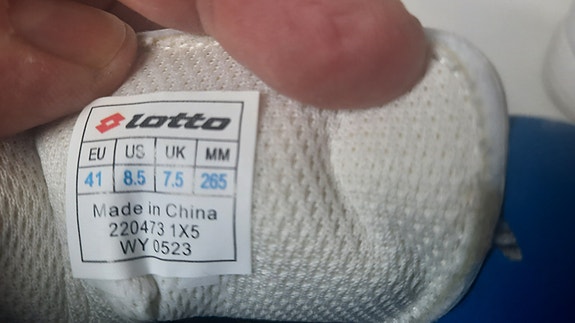 lotto
EU US UK MM
41 8.5 7.5 265
Made in China
220473 1X5
WY 0523